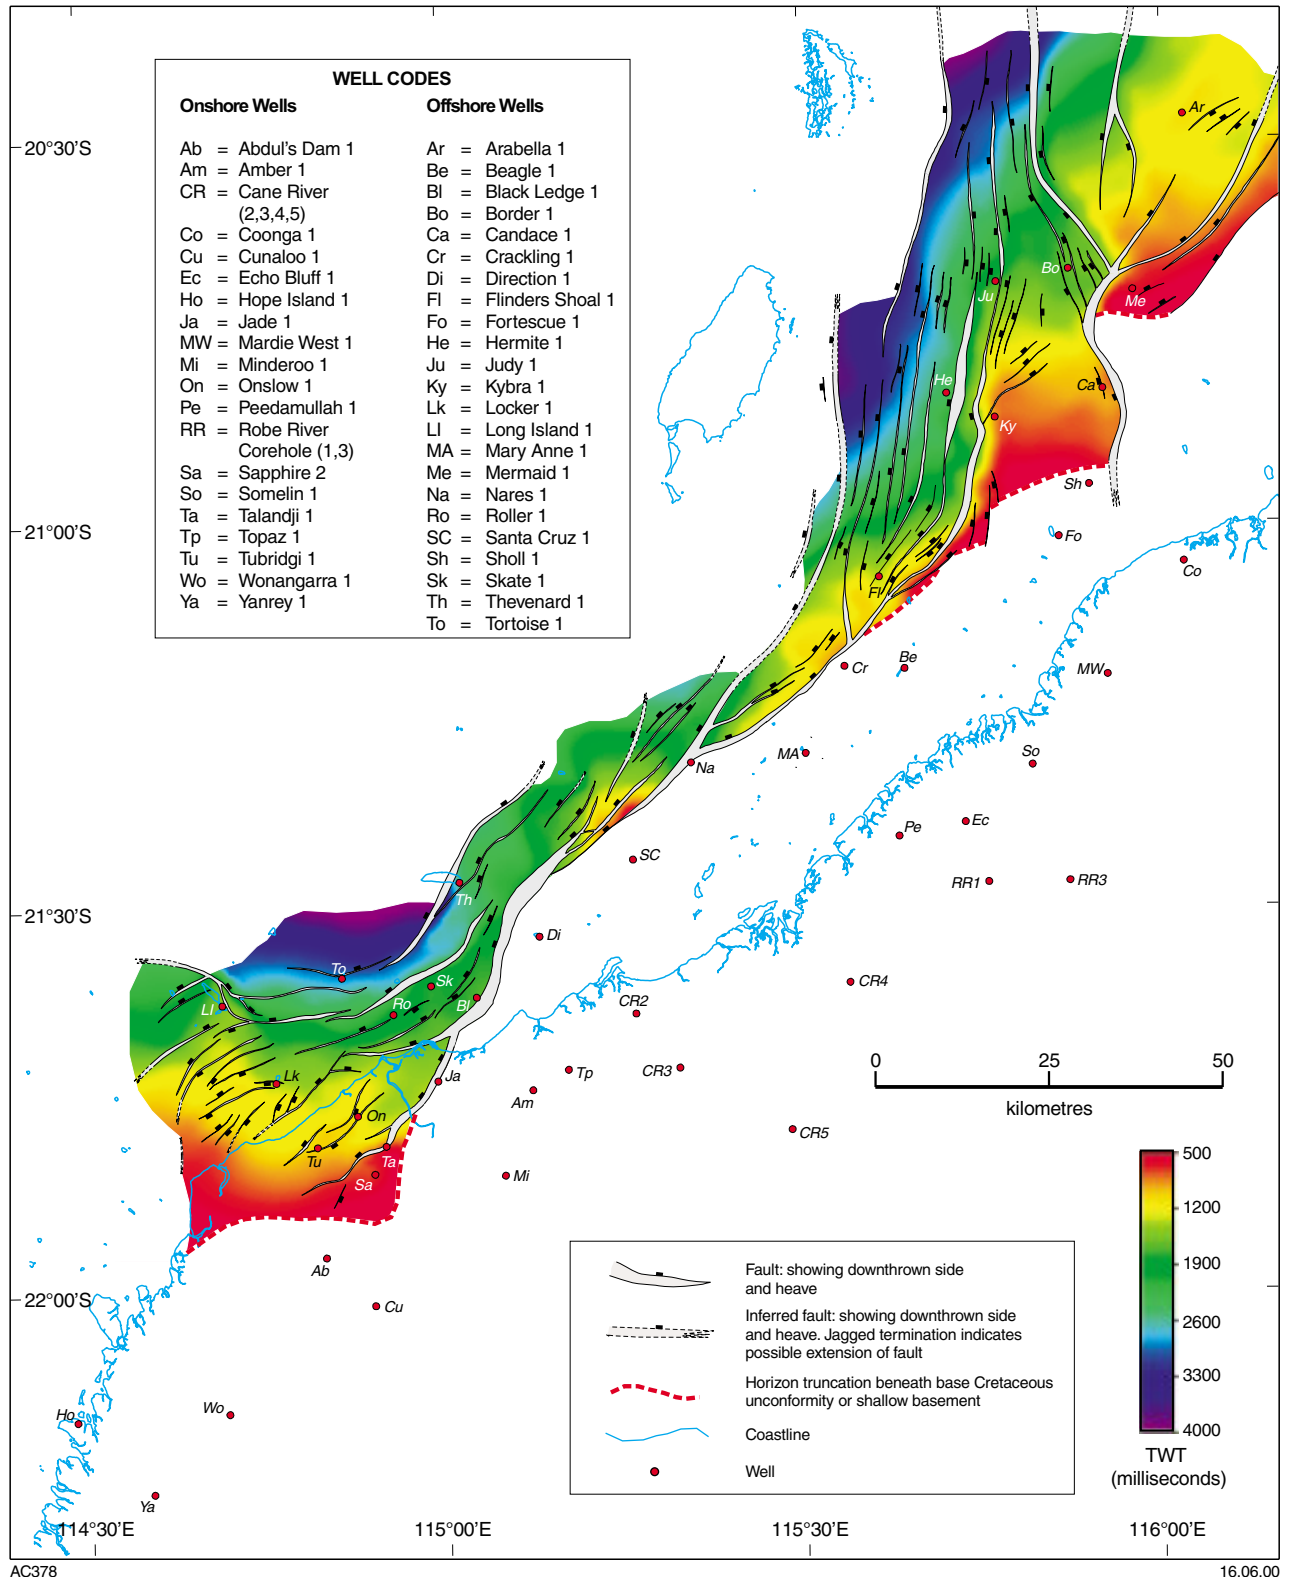 WELL CODES
Onshore Wells
Ab = Abdul's Dam 1
Am = Amber 1
CR = Cane River
(2,3,4,5)
Co = Coonga 1
Cu = Cunaloo 1
Ec = Echo Bluff 1
Ho = Hope Island 1
Ja = Jade 1
MW = Mardie West 1
Mi = Minderoo 1
On = Onslow 1
Pe = Peedamullah 1
RR = Robe River
Corehole (1,3)
Sa = Sapphire 2
So = Somelin 1
Ta = Talandji 1
Tp = Topaz 1
Tu = Tubridgi 1
Wo = Wonangarra 1
Ya = Yanrey 1
Offshore Wells
Ar = Arabella 1
Be = Beagle 1
Bl = Black Ledge 1
Bo = Border 1
Ca = Candace 1
Cr = Crackling 1
Di = Direction 1
Fl = Flinders Shoal 1
Fo = Fortescue 1
He = Hermite 1
Ju = Judy 1
Ky = Kybra 1
Lk = Locker 1
LI = Long Island 1
MA = Mary Anne 1
Me = Mermaid 1
Na = Nares 1
Ro = Roller 1
SC = Santa Cruz 1
Sh = Sholl 1
Sk = Skate 1
Th = Thevenard 1
To = Tortoise 1
20°30'S
21°00'S
21°30'S
22°00'S
Ar
Bo
Ju
Me
He
Ca
Ky
Sh
Fo
Co
Fl
Cr
Be
MW
Na
MA
So
Pe
Ec
SC
RR1
RR3
Th
Di
To
Sk
CR4
LI
Ro
Bl
CR2
Lk
Ja
Tp
CR3
Am
On
CR5
Tu
Ta
Sa
Mi
Ab
Cu
Ho
Wo
Ya
0
25
50
kilometres
500
1200
1900
2600
3300
4000
TWT
(milliseconds)
Fault: showing downthrown side
and heave
Inferred fault: showing downthrown side
and heave. Jagged termination indicates
possible extension of fault
Horizon truncation beneath base Cretaceous
unconformity or shallow basement
Coastline
Well
114°30'E
115°00'E
115°30'E
116°00'E
AC378
16.06.00